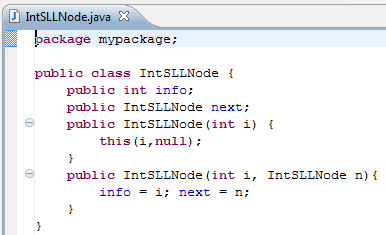 IntSLLNode.java
package mypackage;
public class IntSLLNode {
public int info;
public IntSLLNode next;
public IntSLLNode(int i) {
this(i,null);
}
public IntSLLNode(int i, IntSLLNode n){
info = i; next = n;
}
}